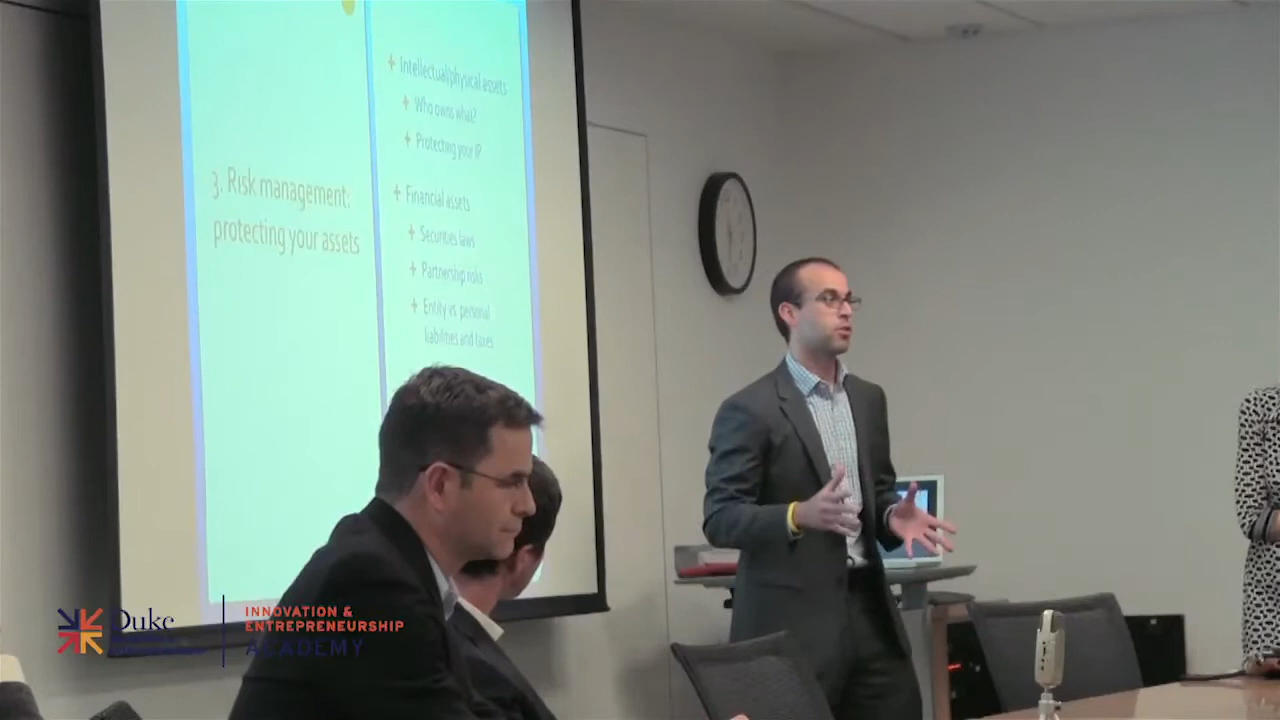 3. Risk management:
protecting your assets
+ Intellectual/physical assets
+ Who owns what?
+ Protecting your IP
+ Financial assets
+ Securities laws
+ Partnership risks
+ Entity vs. personal
liabilities and taxes
Duke
INNOVATION &
ENTREPRENEURSHIP
ACADEMY